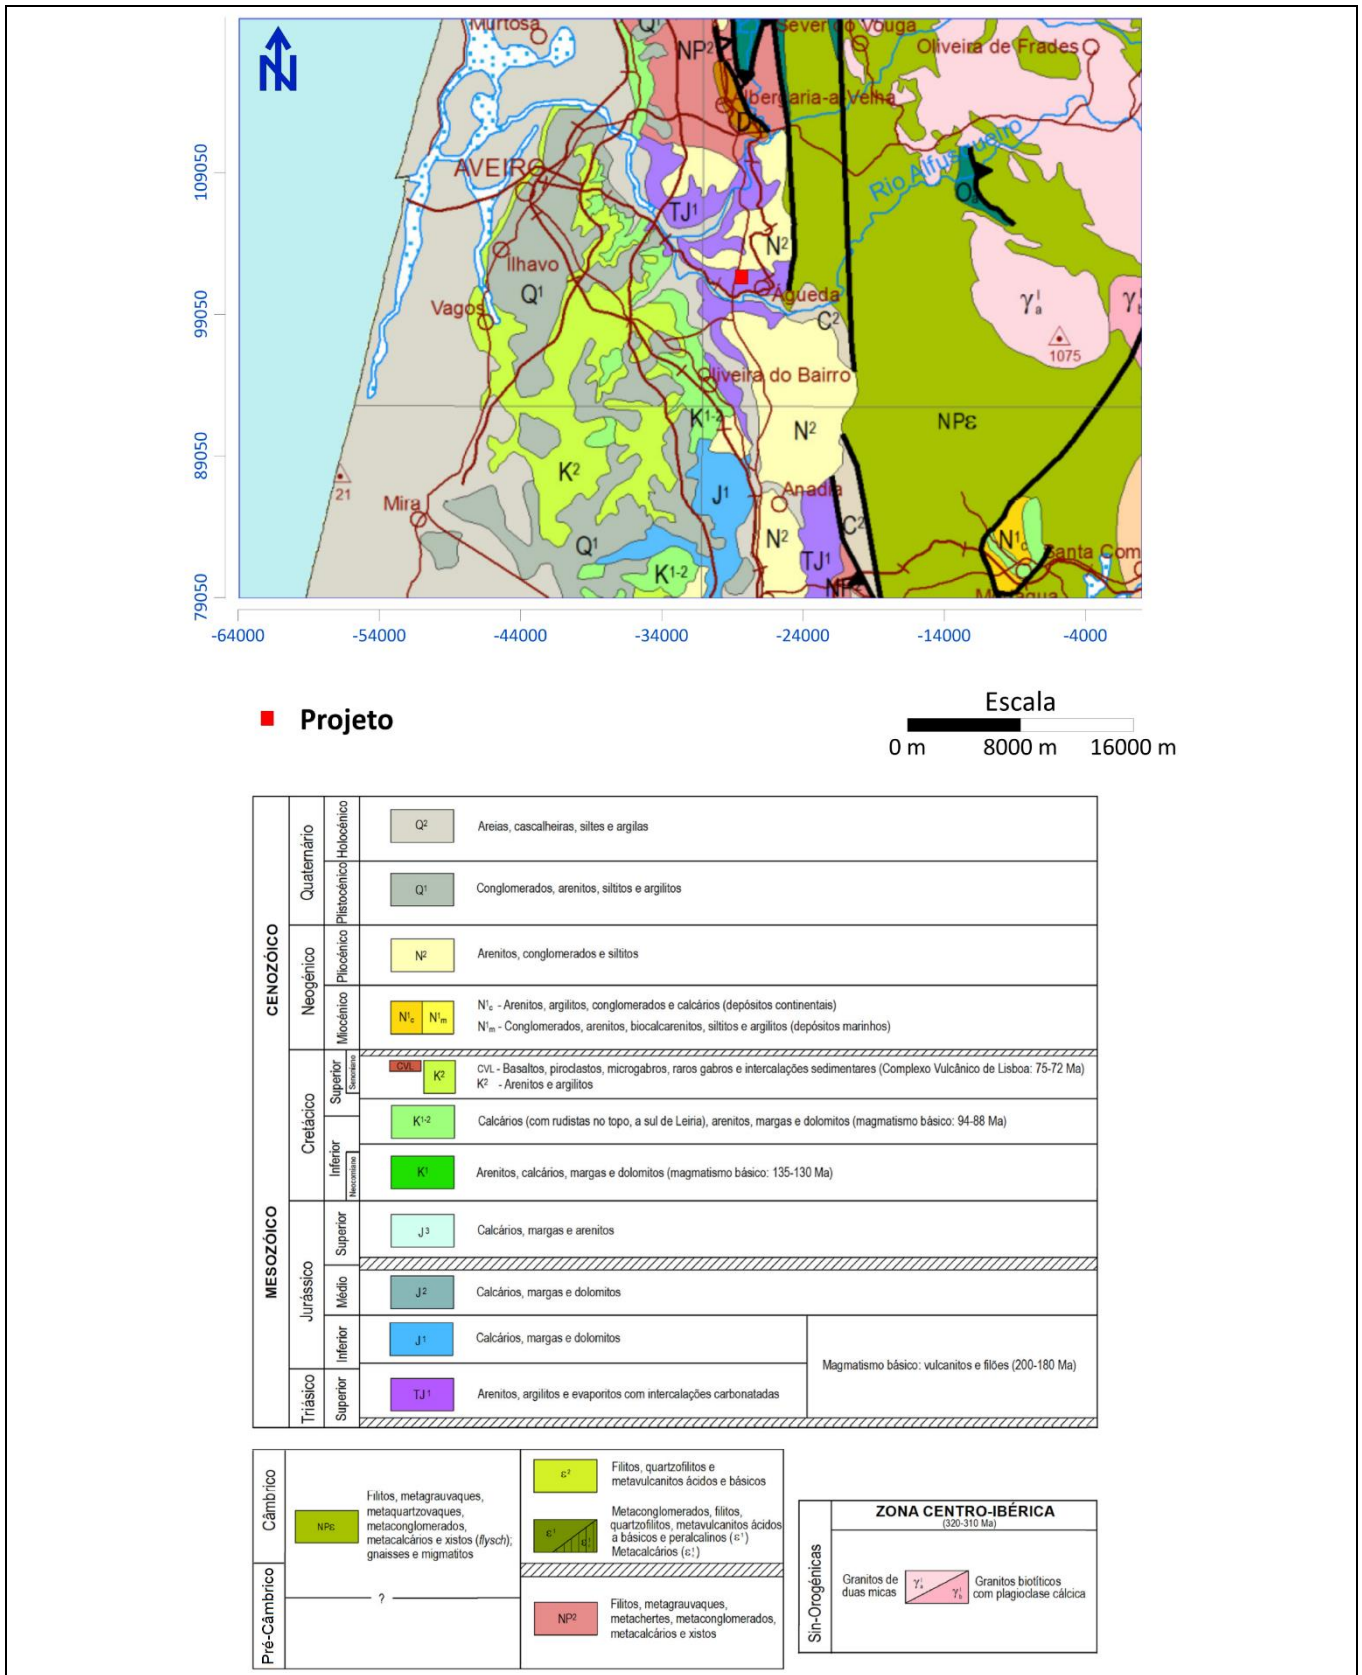 N
Murtosa
Q1
NP2
Sever do Vouga
Oliveira de Frades
Albergaria-a-Velha
D
AVEIRO
Rio Alfusqueiro
TJ1
N2
Ílhavo
Q1
Águeda
Vagos
C2
γ
1075
Oliveira do Bairro
K1-2
N2
NPε
K2
J1
Anadia
21
Mira
C2
N2
TJ1
Q1
K1-2
N1c
Santa Com
109050
99050
89050
79050
-64000
-54000
-44000
-34000
-24000
-14000
-4000
Projeto
Escala
0 m 8000 m 16000 m
CENOZÓICO
Quaternário
Holocénico
Q2
Areias, cascalheiras, siltes e argilas
Plistocénico
Q1
Conglomerados, arenitos, siltitos e argilitos
Neogénico
Pliocénico
N2
Arenitos, conglomerados e siltitos
Miocénico
N1c N1m
N1c - Arenitos, argilitos, conglomerados e calcários (depósitos continentais)
N1m - Conglomerados, arenitos, biocalcarenitos, siltitos e argilitos (depósitos marinhos)
MESOZÓICO
Cretácico
Superior
Senoniano
CVL
K2
CVL - Basaltos, piroclastos, microgabros, raros gabros e intercalações sedimentares (Complexo Vulcânico de Lisboa: 75-72 Ma)
K2 - Arenitos e argilitos
K1-2
Calcários (com rudistas no topo, a sul de Leiria), arenitos, margas e dolomitos (magmatismo básico: 94-88 Ma)
Inferior
Neocomiano
K1
Arenitos, calcários, margas e dolomitos (magmatismo básico: 135-130 Ma)
Jurássico
Superior
J3
Calcários, margas e arenitos
Médio
J2
Calcários, margas e dolomitos
Inferior
J1
Calcários, margas e dolomitos
Magmatismo básico: vulcanitos e filões (200-180 Ma)
Triásico
Superior
TJ1
Arenitos, argilitos e evaporitos com intercalações carbonatadas
Câmbrico
NPε
Filitos, metagrauvaques,
metaquartzovaques,
metaconglomerados,
metacalcários e xistos (flysch);
gnaisses e migmatitos
?
ε2
Filitos, quartzofilitos e
metavulcanitos ácidos e básicos
ε1
Metaconglomerados, filitos,
quartzofilitos, metavulcanitos ácidos
a básicos e peralcalinos (ε1)
Metacalcários (ε1c)
Pré-Câmbrico
NP2
Filitos, metagrauvaques,
metachertes, metaconglomerados,
metacalcários e xistos
Sin-Orogénicas
ZONA CENTRO-IBÉRICA
(320-310 Ma)
Granitos de
duas micas
γIa
γIb
Granitos biotíticos
com plagioclase cálcica